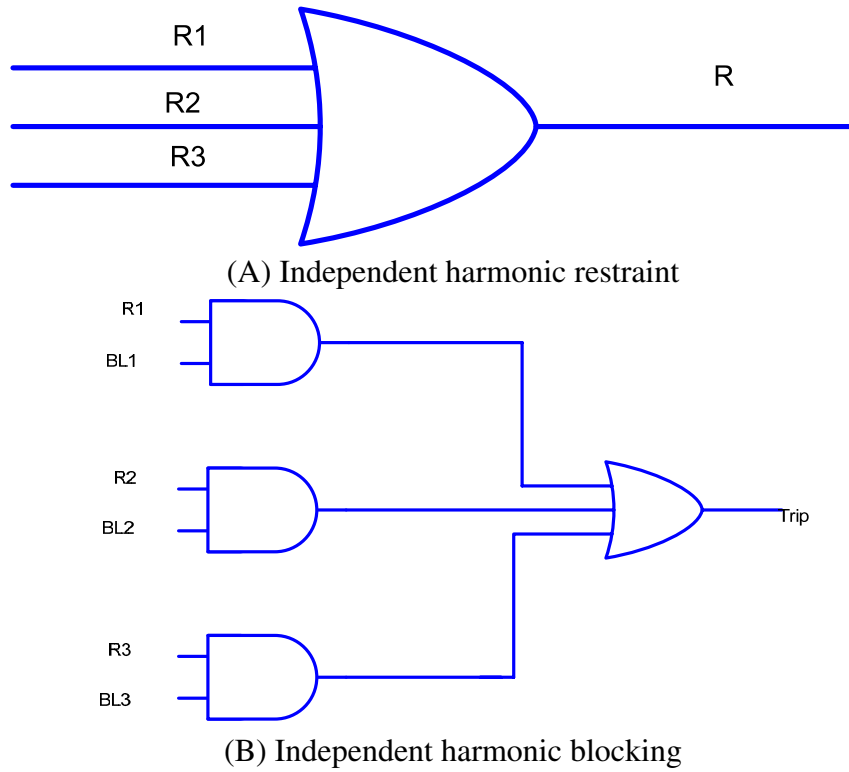 R1
R
R2
R3
(A) Independent harmonic restraint
R1
BL1
R2
BL2
Trip
R3
BL3
(B) Independent harmonic blocking